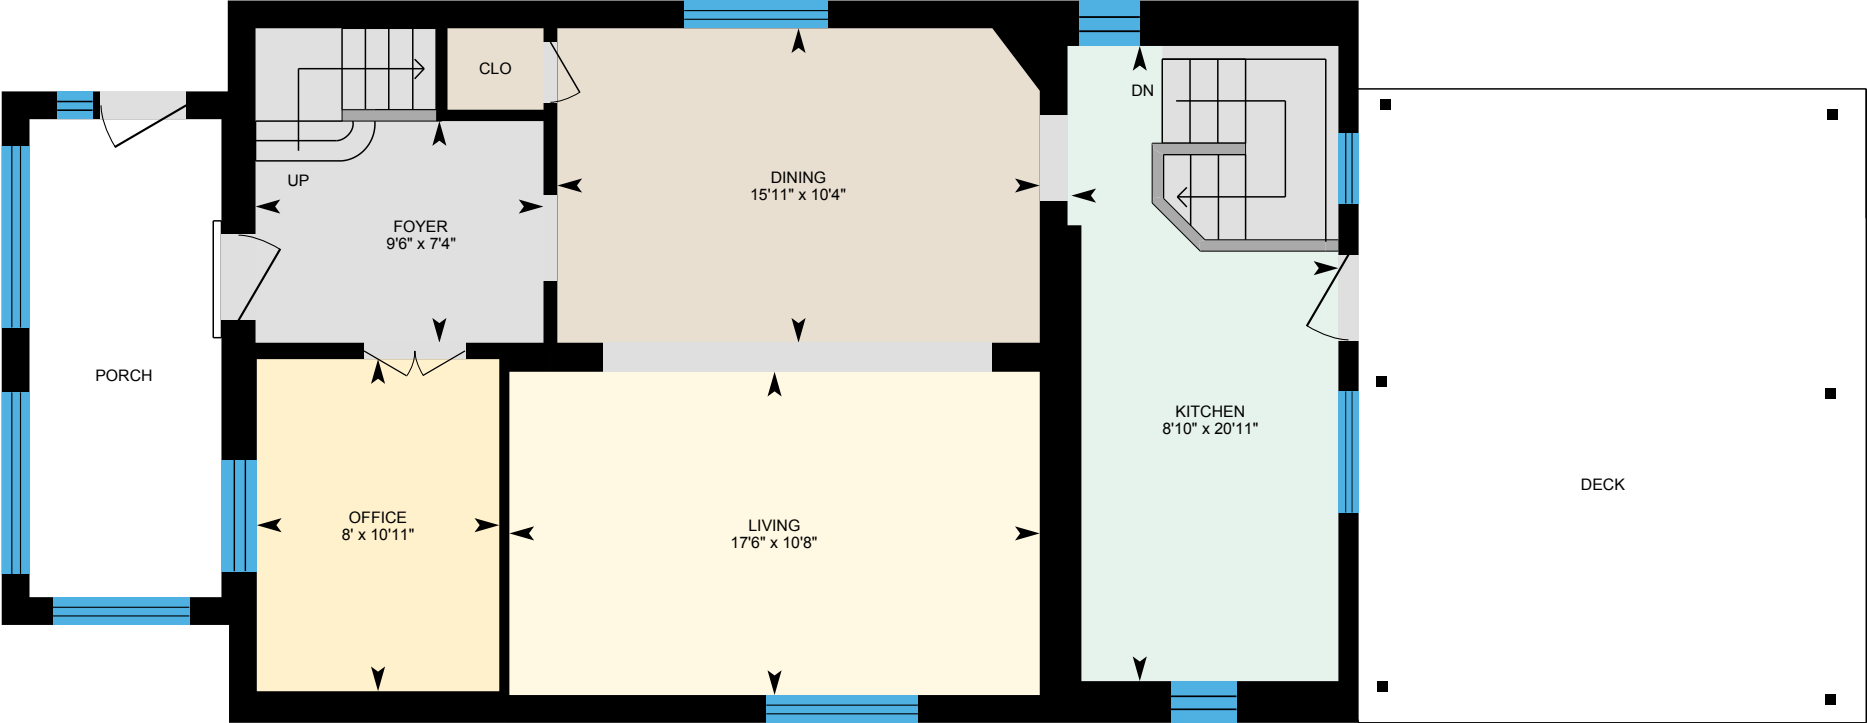 CLO
DN
DINING
15'11" x 10'4"
UP
FOYER
9'6" x 7'4"
PORCH
KITCHEN
8'10" x 20'11"
DECK
OFFICE
8' x 10'11"
LIVING
17'6" x 10'8"